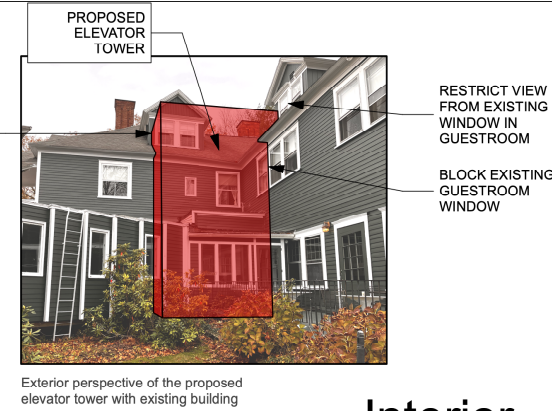 PROPOSED
ELEVATOR
TOWER
RESTRICT VIEW
FROM EXISTING
WINDOW IN
GUESTROOM
BLOCK EXISTING
GUESTROOM
WINDOW
Exterior perspective of the proposed
elevator tower with existing building
Interior